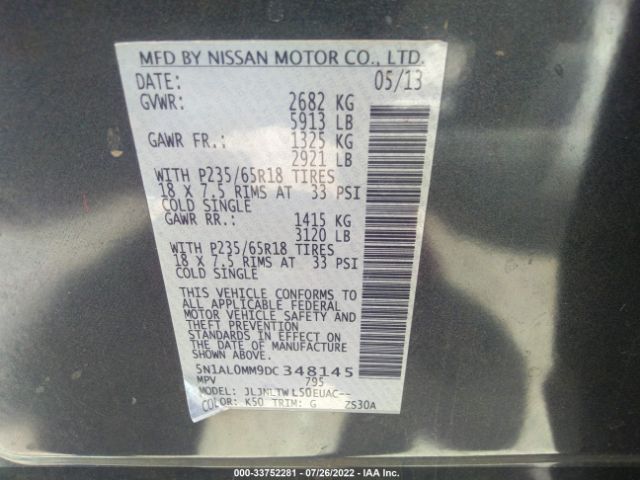 MFD BY NISSAN MOTOR CO., LTD.
DATE: 05/13
GVWR: 2682 KG
5913 LB
GAWR FR.: 1325 KG
2921 LB
WITH P235/65R18 TIRES
18 X 7.5 RIMS AT 33 PSI
COLD SINGLE
GAWR RR.: 1415 KG
3120 LB
WITH P235/65R18 TIRES
18 X 7.5 RIMS AT 33 PSI
COLD SINGLE
THIS VEHICLE CONFORMS TO
ALL APPLICABLE FEDERAL
MOTOR VEHICLE SAFETY AND
THEFT PREVENTION
STANDARDS IN EFFECT ON
THE DATE OF MANUFACTURE
SHOWN ABOVE.
5N1AL0MM9DC348145
MPV 795
MODEL: JLJNLTWL50EUAC--
COLOR: K50 TRIM: G ZS30A
000-33752281 - 07/26/2022 - IAA Inc.